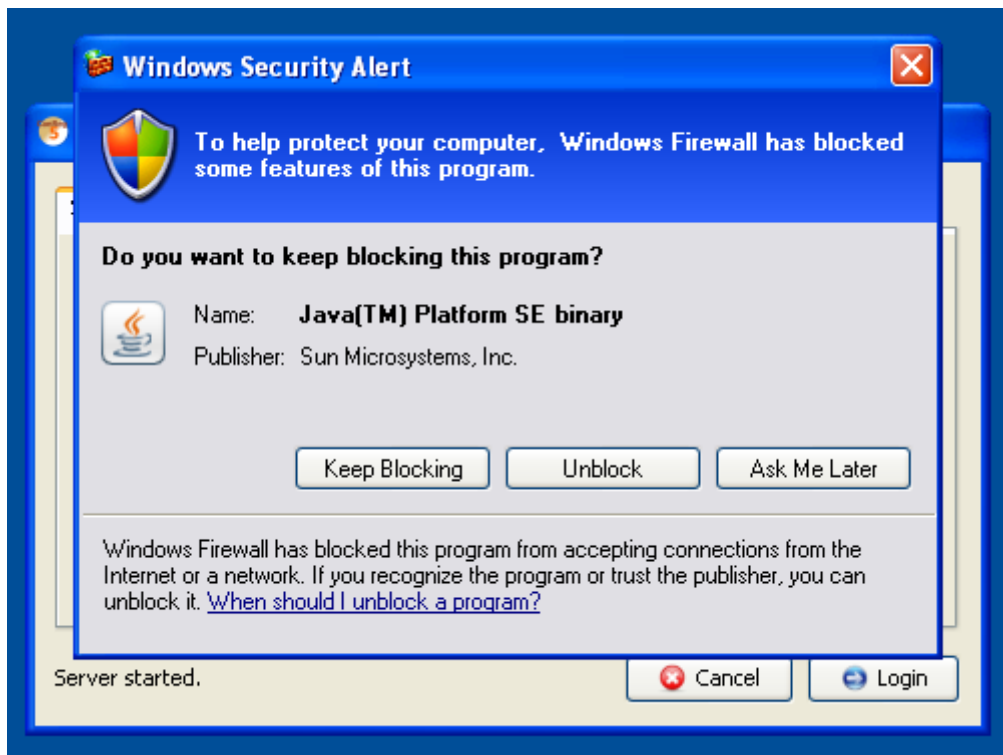 Windows Security Alert
To help protect your computer, Windows Firewall has blocked
some features of this program.
Do you want to keep blocking this program?
Name: Java(TM) Platform SE binary
Publisher: Sun Microsystems, Inc.
Keep Blocking Unblock Ask Me Later
Windows Firewall has blocked this program from accepting connections from the
Internet or a network. If you recognize the program or trust the publisher, you can
unblock it. When should I unblock a program?
Server started. Cancel Login